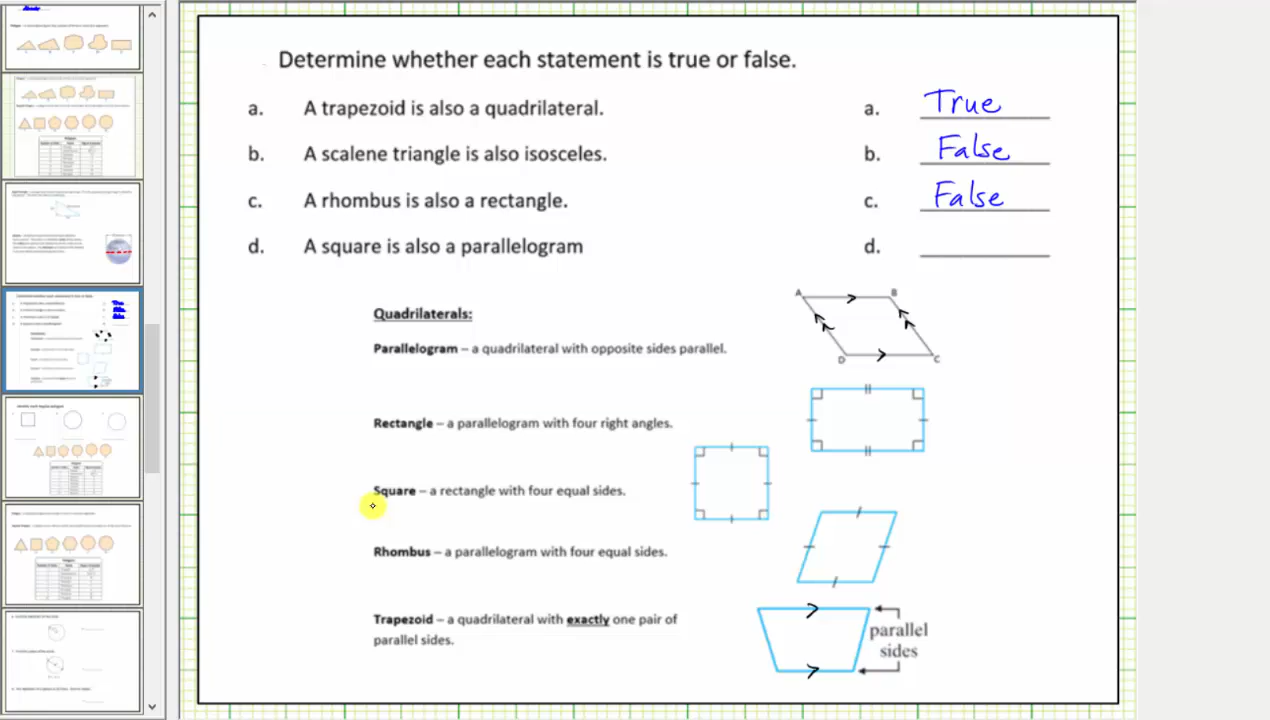 Determine whether each statement is true or false.
a. A trapezoid is also a quadrilateral. a. True
b. A scalene triangle is also isosceles. b. False
c. A rhombus is also a rectangle. c. False
d. A square is also a parallelogram d.
Quadrilaterals:
A B
Parallelogram – a quadrilateral with opposite sides parallel.
D C
Rectangle – a parallelogram with four right angles.
Square – a rectangle with four equal sides.
Rhombus – a parallelogram with four equal sides.
Trapezoid – a quadrilateral with exactly one pair of
parallel sides.
parallel
sides